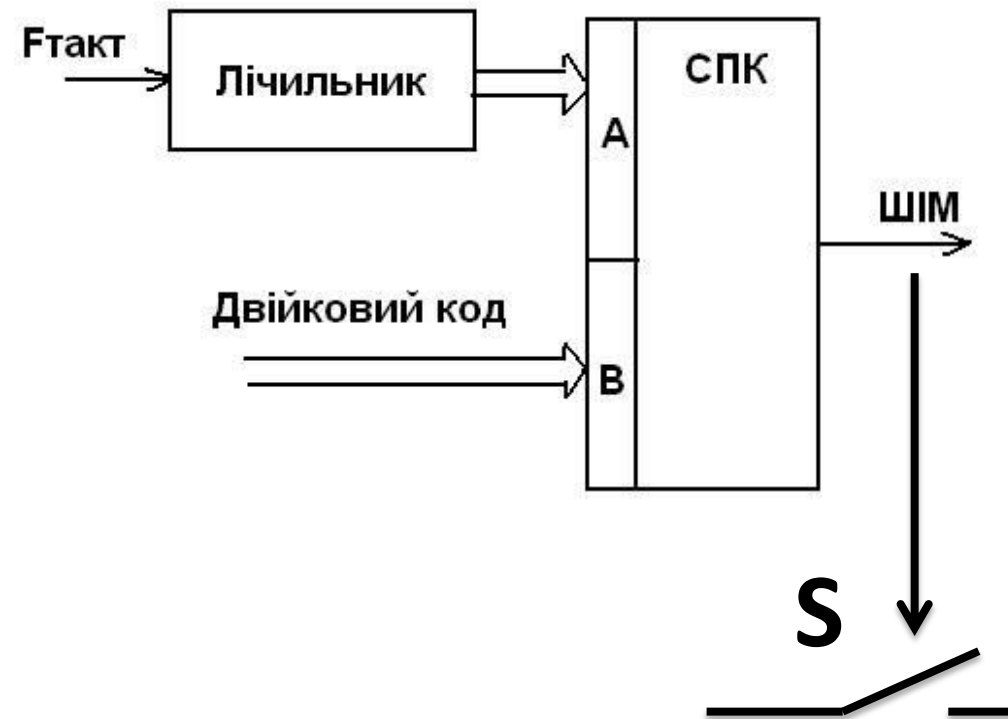 Fтакт
Лічильник
СПК
А
ШІМ
Двійковий код
В
S